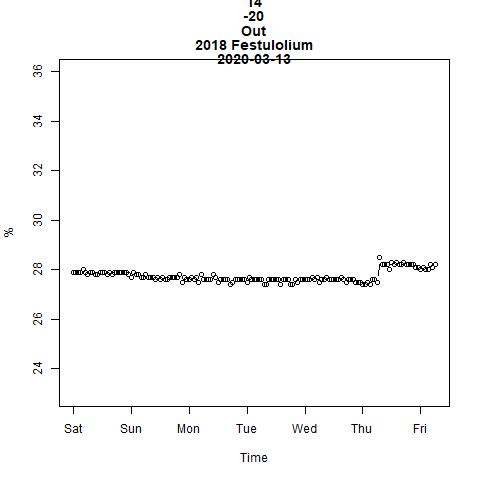 14
-20
Out
2018 Festulolium
2020-03-13
36
34
32
30
28
26
24
%
Sat Sun Mon Tue Wed Thu Fri
Time